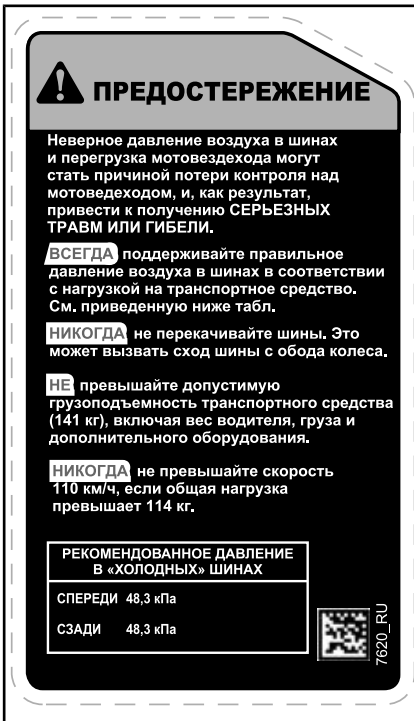 ПРЕДОСТЕРЕЖЕНИЕ
Неверное давление воздуха в шинах
и перегрузка мотовездехода могут
стать причиной потери контроля над
мотоведеходом, и, как результат,
привести к получению СЕРЬЕЗНЫХ
ТРАВМ ИЛИ ГИБЕЛИ.
ВСЕГДА поддерживайте правильное
давление воздуха в шинах в соответствии
с нагрузкой на транспортное средство.
См. приведенную ниже табл.
НИКОГДА не перекачивайте шины. Это
может вызвать сход шины с обода колеса.
НЕ превышайте допустимую
грузоподъемность транспортного средства
(141 кг), включая вес водителя, груза и
дополнительного оборудования.
НИКОГДА не превышайте скорость
110 км/ч, если общая нагрузка
превышает 114 кг.
РЕКОМЕНДОВАННОЕ ДАВЛЕНИЕ
В «ХОЛОДНЫХ» ШИНАХ
СПЕРЕДИ 48,3 кПа
СЗАДИ 48,3 кПа
7620_RU